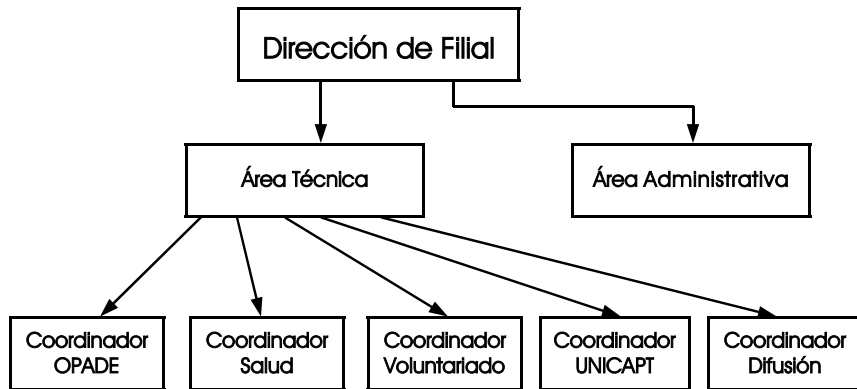 Dirección de Filial
Área Técnica
Área Administrativa
Coordinador
OPADE
Coordinador
Salud
Coordinador
Voluntariado
Coordinador
UNICAPT
Coordinador
Difusión